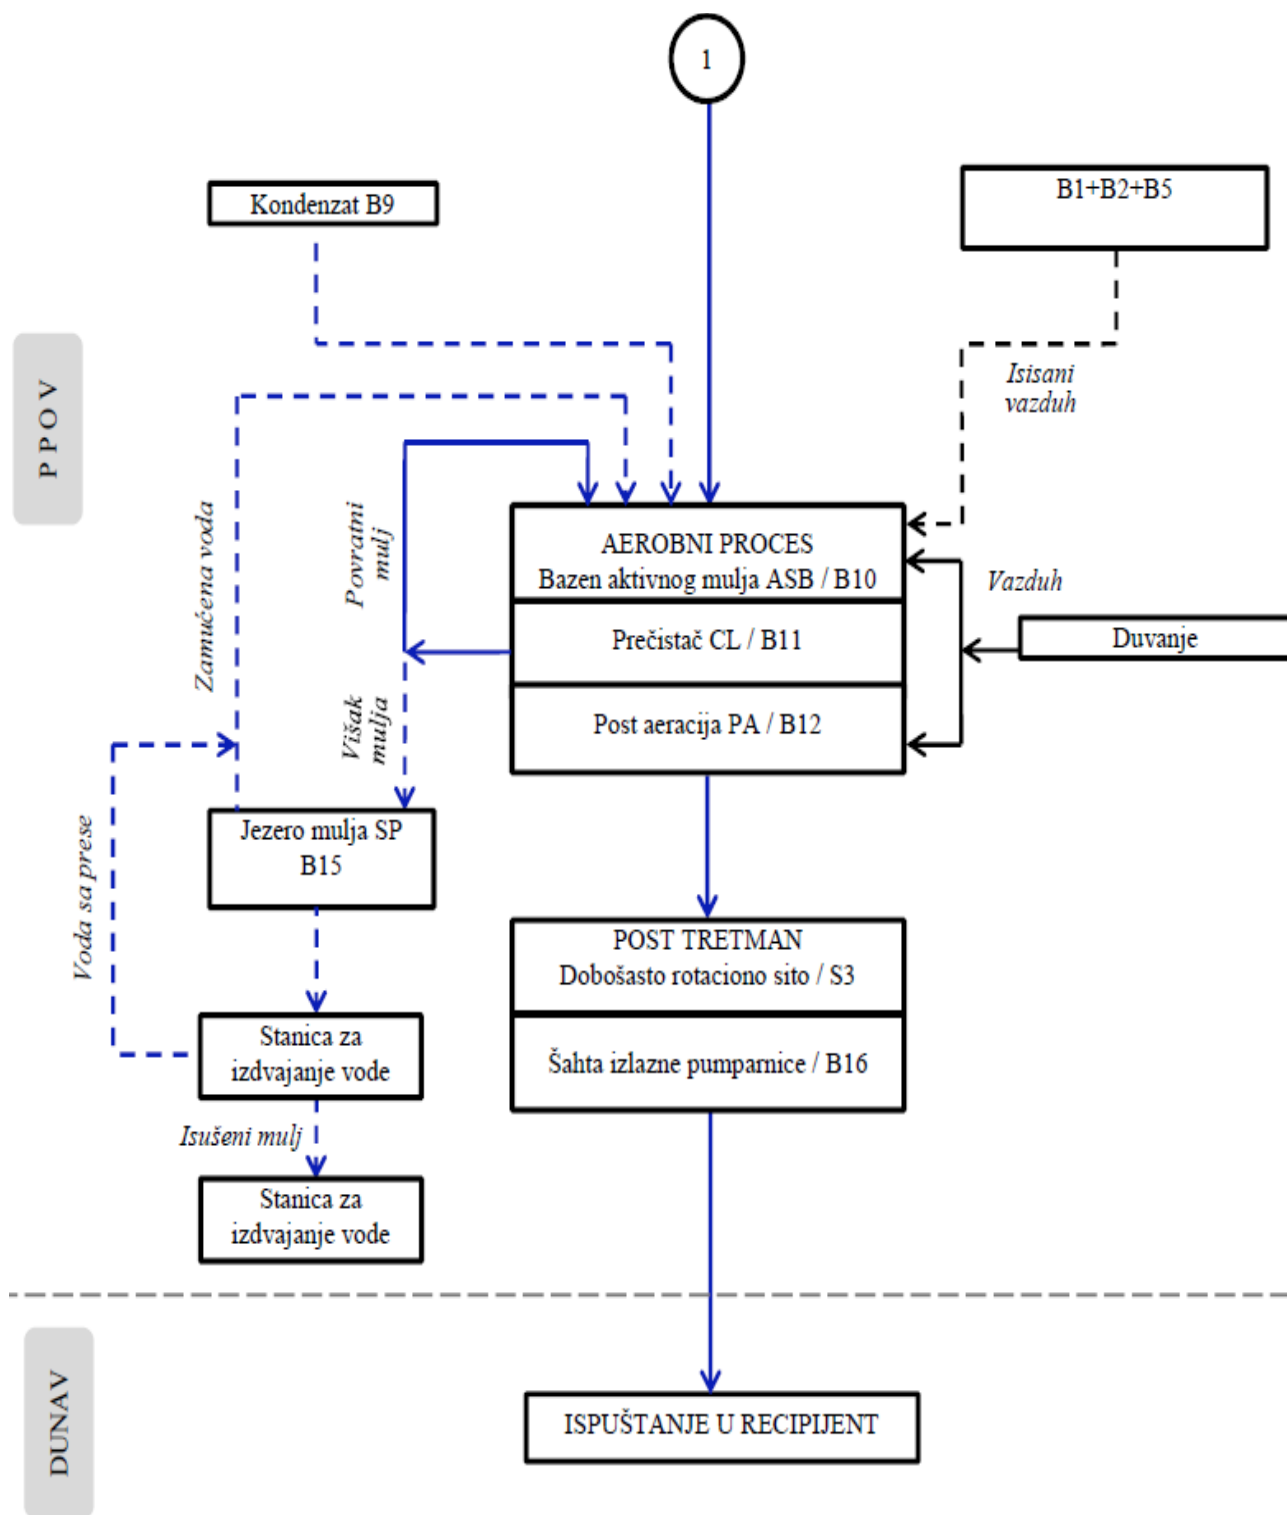 1
Kondenzat B9
B1+B2+B5
Isisani
vazduh
P P O V
Zamućena voda
Povratni
mulj
AEROBNI PROCES
Bazen aktivnog mulja ASB / B10
Vazduh
Prečistač CL / B11
Duvanje
Višak
mulja
Post aeracija PA / B12
Voda sa prese
Jezero mulja SP
B15
POST TRETMAN
Dobošasto rotaciono sito / S3
Stanica za
izdvajanje vode
Šahta izlazne pumparnice / B16
Isušeni mulj
Stanica za
izdvajanje vode
DUNAV
ISPUŠTANJE U RECIPIJENT